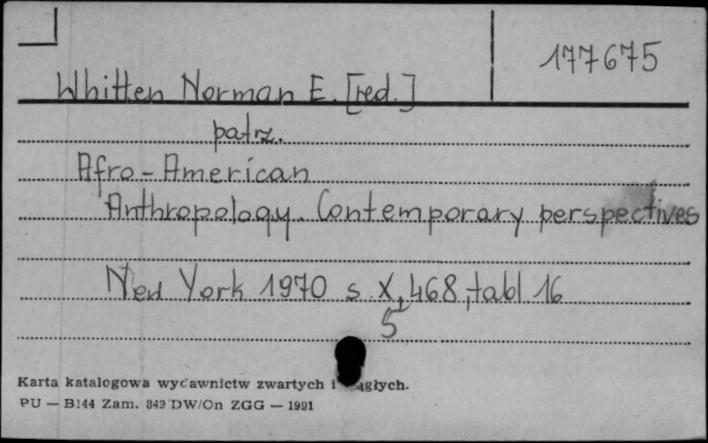 177675
Whitten Norman E. [red.]
patrz.
Afro-American
Anthropology. Contemporary perspectives
New York 1970 s. X, 468, tabl 16
5
Karta katalogowa wydawnictw zwartych i
PU — B144 Zam. 849 DW/On ZGG — 1991